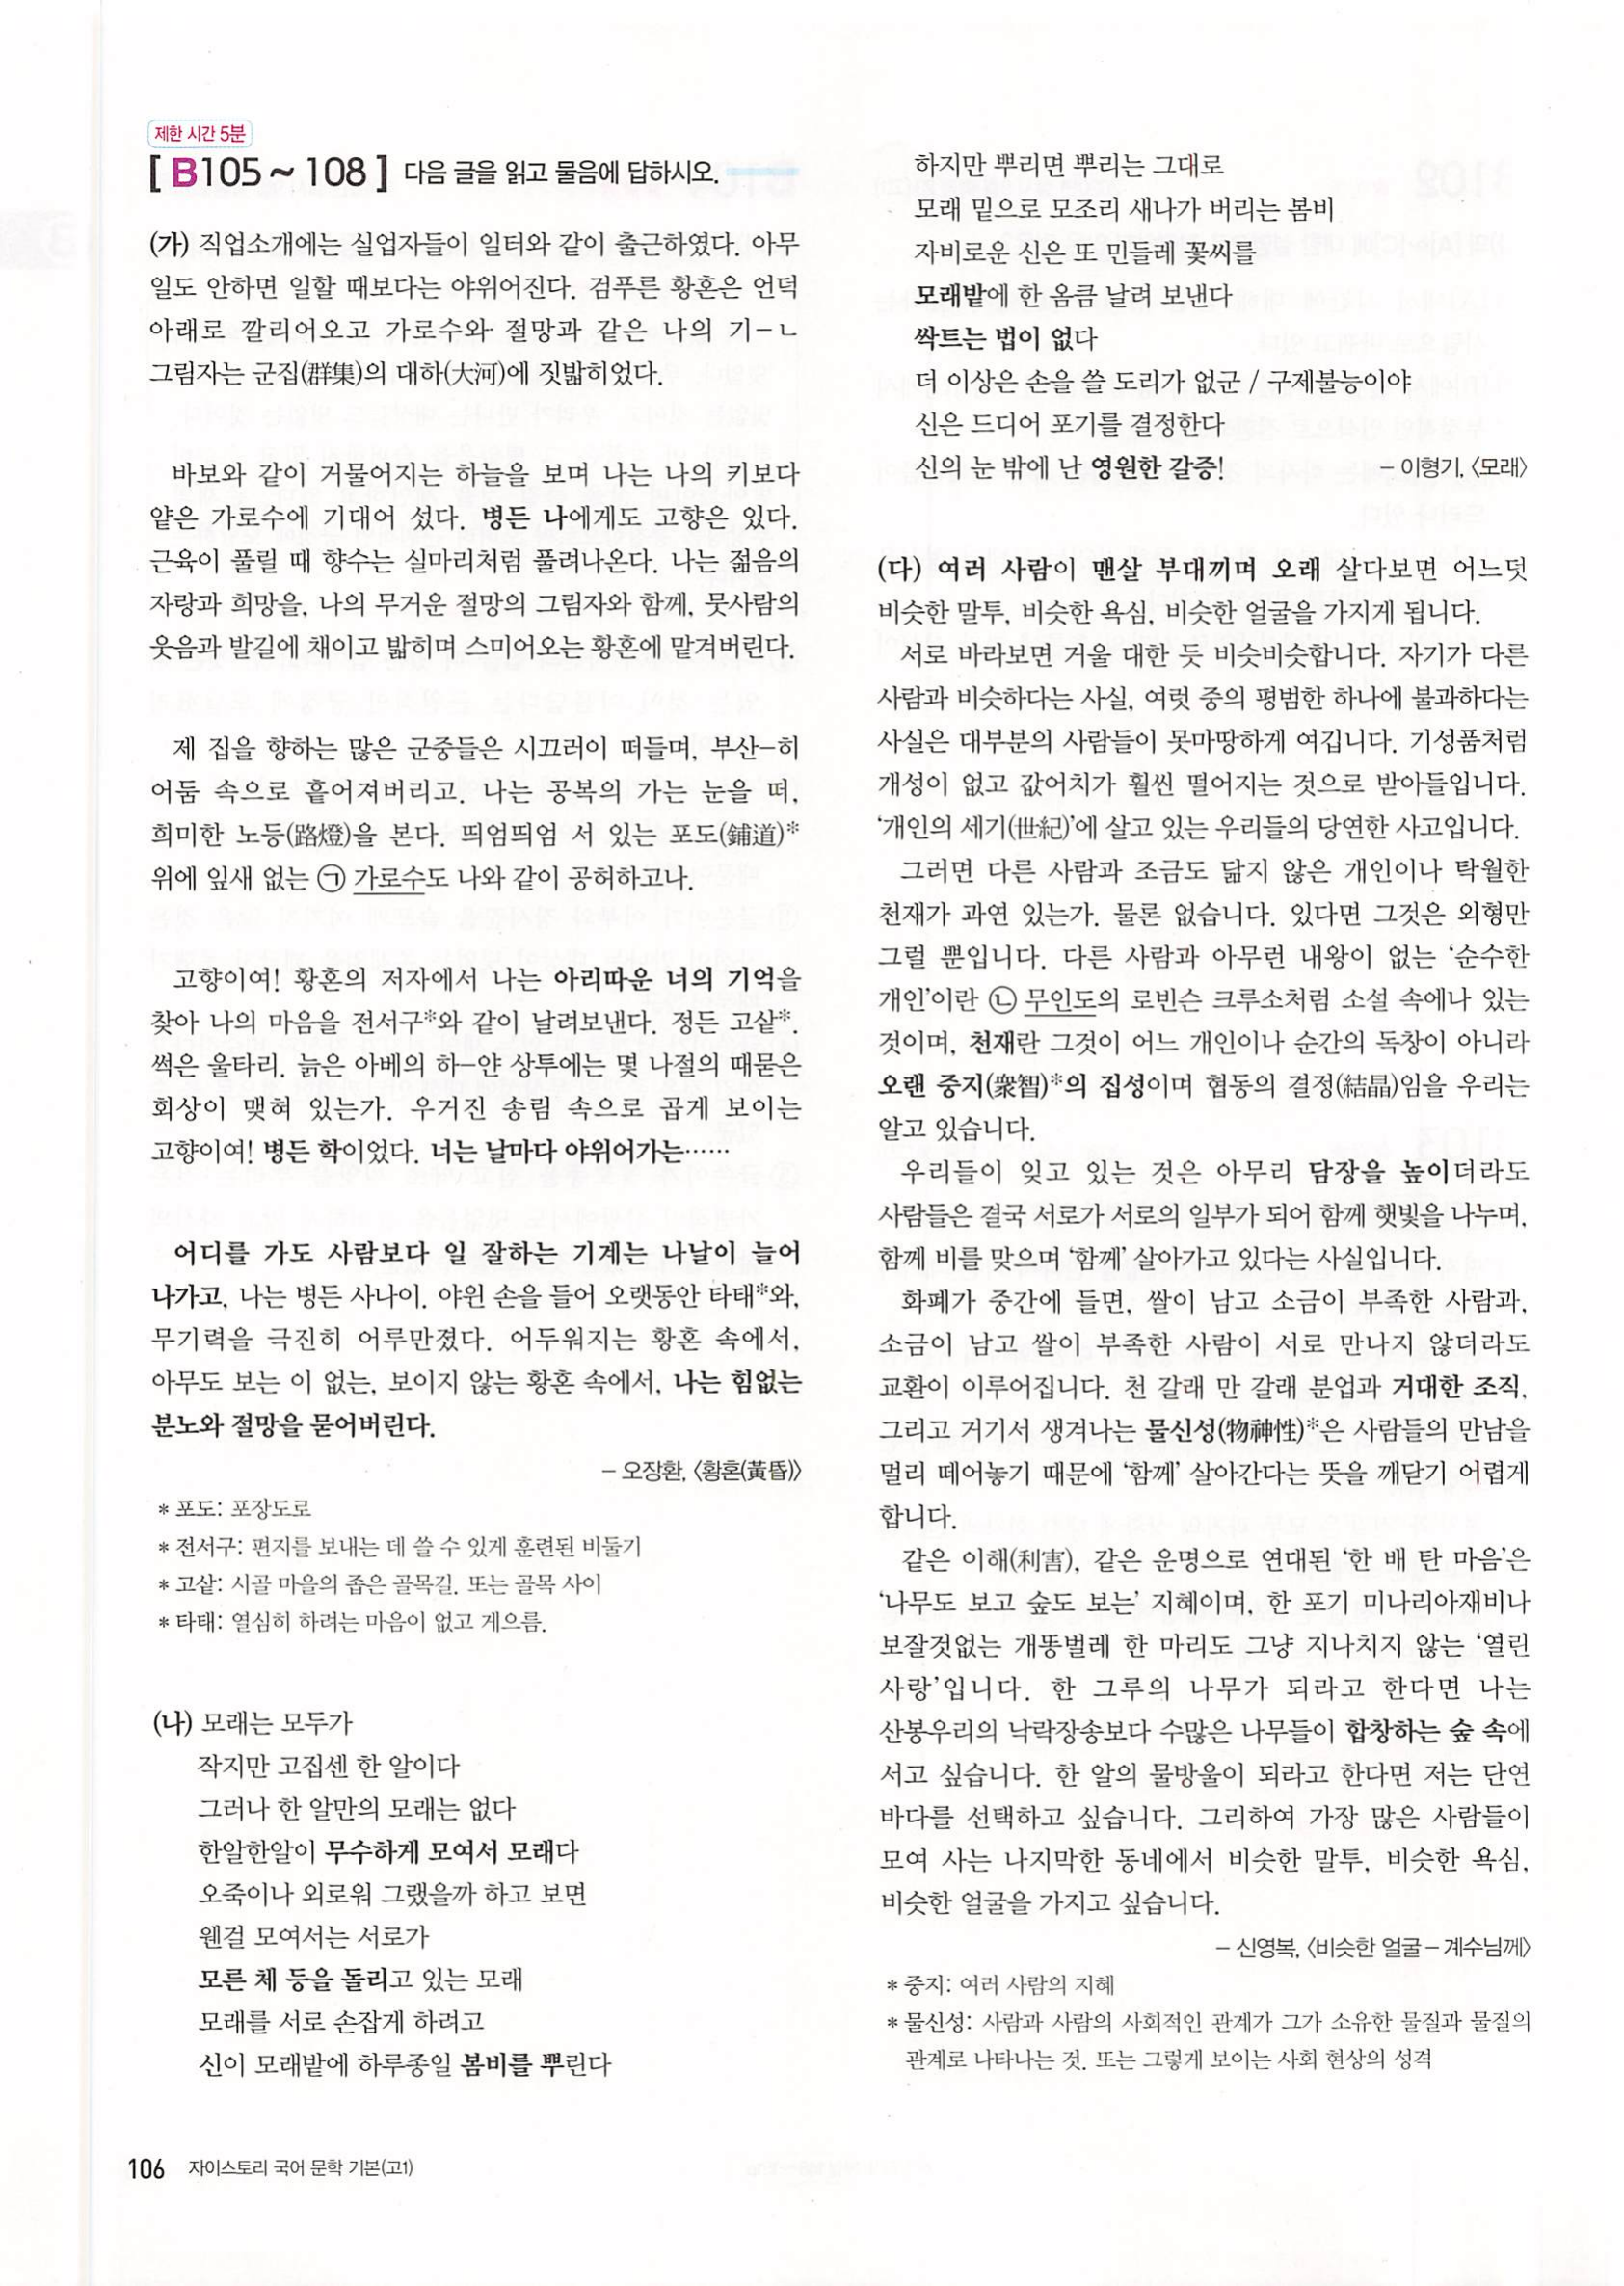 제한 시간 5분
[ B105 ~ 108 ] 다음 글을 읽고 물음에 답하시오.
(가) 직업소개에는 실업자들이 일터와 같이 출근하였다. 아무
일도 안하면 일할 때보다는 야위어진다. 검푸른 황혼은 언덕
아래로 깔리어오고 가로수와 절망과 같은 나의 기-ㄴ
그림자는 군집(群集)의 대하(大河)에 짓밟히었다.
바보와 같이 거물어지는 하늘을 보며 나는 나의 키보다
얕은 가로수에 기대어 섰다. 병든 나에게도 고향은 있다.
근육이 풀릴 때 향수는 실마리처럼 풀려나온다. 나는 젊음의
자랑과 희망을, 나의 무거운 절망의 그림자와 함께, 뭇사람의
웃음과 발길에 채이고 밟히며 스미어오는 황혼에 맡겨버린다.
제 집을 향하는 많은 군중들은 시끄러이 떠들며, 부산-히
어둠 속으로 흩어져버리고. 나는 공복의 가는 눈을 떠,
희미한 노등(路燈)을 본다. 띄엄띄엄 서 있는 포도(鋪道)*
위에 잎새 없는 ㉠ 가로수도 나와 같이 공허하고나.
고향이여! 황혼의 저자에서 나는 아리따운 너의 기억을
찾아 나의 마음을 전서구*와 같이 날려보낸다. 정든 고샅*.
썩은 울타리. 늙은 아베의 하-얀 상투에는 몇 나절의 때묻은
회상이 맺혀 있는가. 우거진 송림 속으로 곱게 보이는
고향이여! 병든 학이었다. 너는 날마다 야위어가는……
어디를 가도 사람보다 일 잘하는 기계는 나날이 늘어
나가고, 나는 병든 사나이. 야윈 손을 들어 오랫동안 타태*와,
무기력을 극진히 어루만졌다. 어두워지는 황혼 속에서,
아무도 보는 이 없는, 보이지 않는 황혼 속에서, 나는 힘없는
분노와 절망을 묻어버린다.
- 오장환, 〈황혼(黃昏)〉
* 포도: 포장도로
* 전서구: 편지를 보내는 데 쓸 수 있게 훈련된 비둘기
* 고샅: 시골 마을의 좁은 골목길. 또는 골목 사이
* 타태: 열심히 하려는 마음이 없고 게으름.
(나) 모래는 모두가
작지만 고집센 한 알이다
그러나 한 알만의 모래는 없다
한알한알이 무수하게 모여서 모래다
오죽이나 외로워 그랬을까 하고 보면
웬걸 모여서는 서로가
모른 체 등을 돌리고 있는 모래
모래를 서로 손잡게 하려고
신이 모래밭에 하루종일 봄비를 뿌린다
하지만 뿌리면 뿌리는 그대로
모래 밑으로 모조리 새나가 버리는 봄비
자비로운 신은 또 민들레 꽃씨를
모래밭에 한 옴큼 날려 보낸다
싹트는 법이 없다
더 이상은 손을 쓸 도리가 없군 / 구제불능이야
신은 드디어 포기를 결정한다
신의 눈 밖에 난 영원한 갈증! - 이형기, 〈모래〉
(다) 여러 사람이 맨살 부대끼며 오래 살다보면 어느덧
비슷한 말투, 비슷한 욕심, 비슷한 얼굴을 가지게 됩니다.
서로 바라보면 거울 대한 듯 비슷비슷합니다. 자기가 다른
사람과 비슷하다는 사실, 여럿 중의 평범한 하나에 불과하다는
사실은 대부분의 사람들이 못마땅하게 여깁니다. 기성품처럼
개성이 없고 값어치가 훨씬 떨어지는 것으로 받아들입니다.
‘개인의 세기(世紀)’에 살고 있는 우리들의 당연한 사고입니다.
그러면 다른 사람과 조금도 닮지 않은 개인이나 탁월한
천재가 과연 있는가. 물론 없습니다. 있다면 그것은 외형만
그럴 뿐입니다. 다른 사람과 아무런 내왕이 없는 ‘순수한
개인’이란 ㉡ 무인도의 로빈슨 크루소처럼 소설 속에나 있는
것이며, 천재란 그것이 어느 개인이나 순간의 독창이 아니라
오랜 중지(衆智)*의 집성이며 협동의 결정(結晶)임을 우리는
알고 있습니다.
우리들이 잊고 있는 것은 아무리 담장을 높이더라도
사람들은 결국 서로가 서로의 일부가 되어 함께 햇빛을 나누며,
함께 비를 맞으며 ‘함께’ 살아가고 있다는 사실입니다.
화폐가 중간에 들면, 쌀이 남고 소금이 부족한 사람과,
소금이 남고 쌀이 부족한 사람이 서로 만나지 않더라도
교환이 이루어집니다. 천 갈래 만 갈래 분업과 거대한 조직,
그리고 거기서 생겨나는 물신성(物神性)*은 사람들의 만남을
멀리 떼어놓기 때문에 ‘함께’ 살아간다는 뜻을 깨닫기 어렵게
합니다.
같은 이해(利害), 같은 운명으로 연대된 ‘한 배 탄 마음’은
‘나무도 보고 숲도 보는’ 지혜이며, 한 포기 미나리아재비나
보잘것없는 개똥벌레 한 마리도 그냥 지나치지 않는 ‘열린
사랑’입니다. 한 그루의 나무가 되라고 한다면 나는
산봉우리의 낙락장송보다 수많은 나무들이 합창하는 숲 속에
서고 싶습니다. 한 알의 물방울이 되라고 한다면 저는 단연
바다를 선택하고 싶습니다. 그리하여 가장 많은 사람들이
모여 사는 나지막한 동네에서 비슷한 말투, 비슷한 욕심,
비슷한 얼굴을 가지고 싶습니다.
- 신영복, 〈비슷한 얼굴 - 계수님께〉
* 중지: 여러 사람의 지혜
* 물신성: 사람과 사람의 사회적인 관계가 그가 소유한 물질과 물질의
관계로 나타나는 것. 또는 그렇게 보이는 사회 현상의 성격
106 자이스토리 국어 문학 기본(고1)